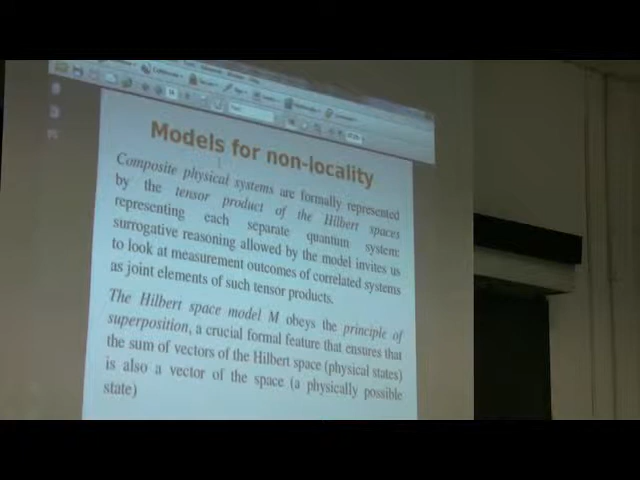 Models for non-locality
Composite physical systems are formally represented
by the tensor product of the Hilbert spaces
representing each separate quantum system:
surrogative reasoning allowed by the model invites us
to look at measurement outcomes of correlated systems
as joint elements of such tensor products.
The Hilbert space model M obeys the principle of
superposition, a crucial formal feature that ensures that
the sum of vectors of the Hilbert space (physical states)
is also a vector of the space (a physically possible
state)